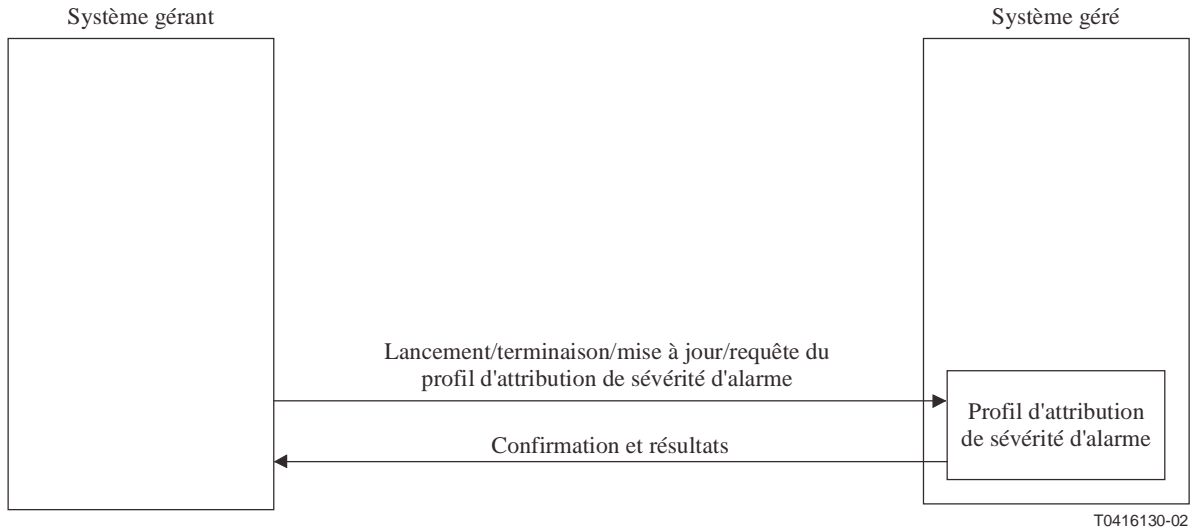 Système gérant
Système géré
Lancement/terminaison/mise à jour/requête du
profil d'attribution de sévérité d'alarme
Profil d'attribution
de sévérité d'alarme
Confirmation et résultats
T0416130-02